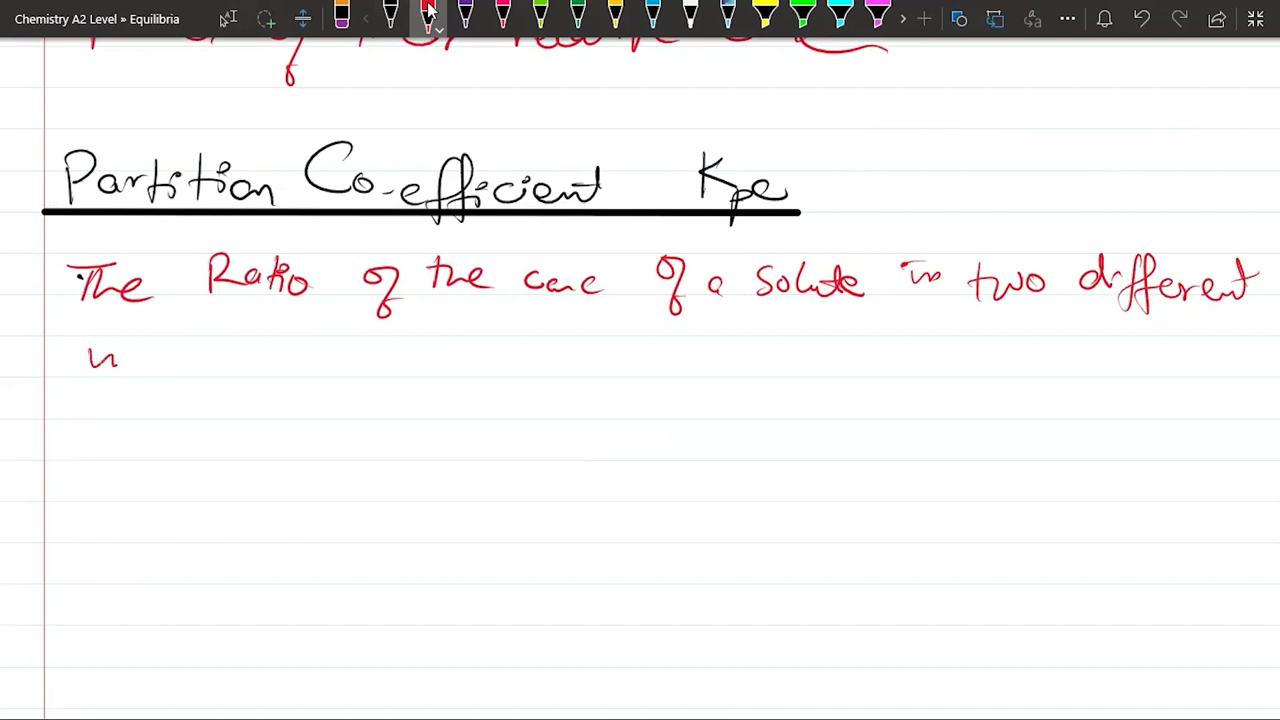 Chemistry A2 Level » Equilibria
Partition Co-efficient Kpc
The Ratio of the conc of a solute in two different